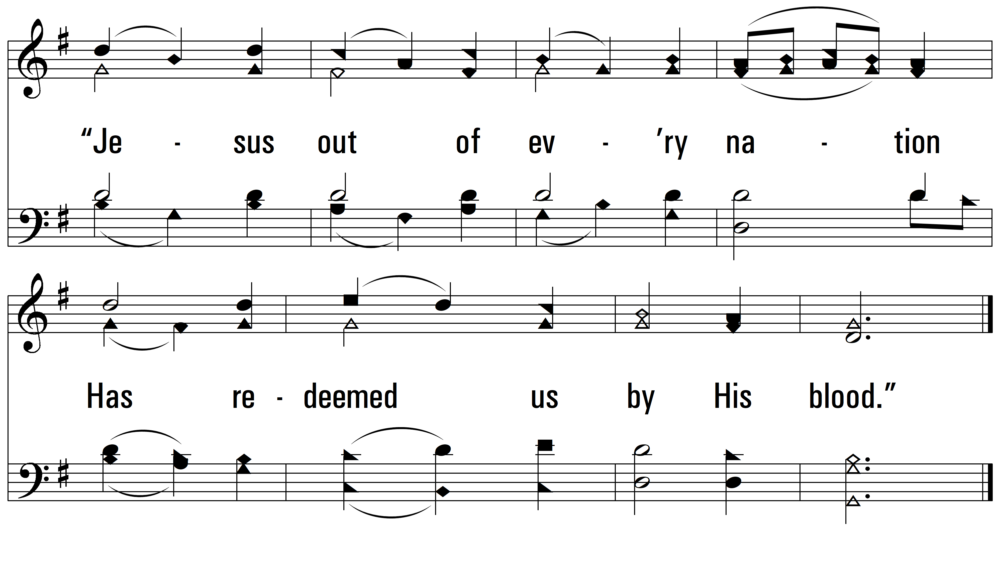 “Je - sus out of ev - ’ry na - tion
Has re - deemed us by His blood.”